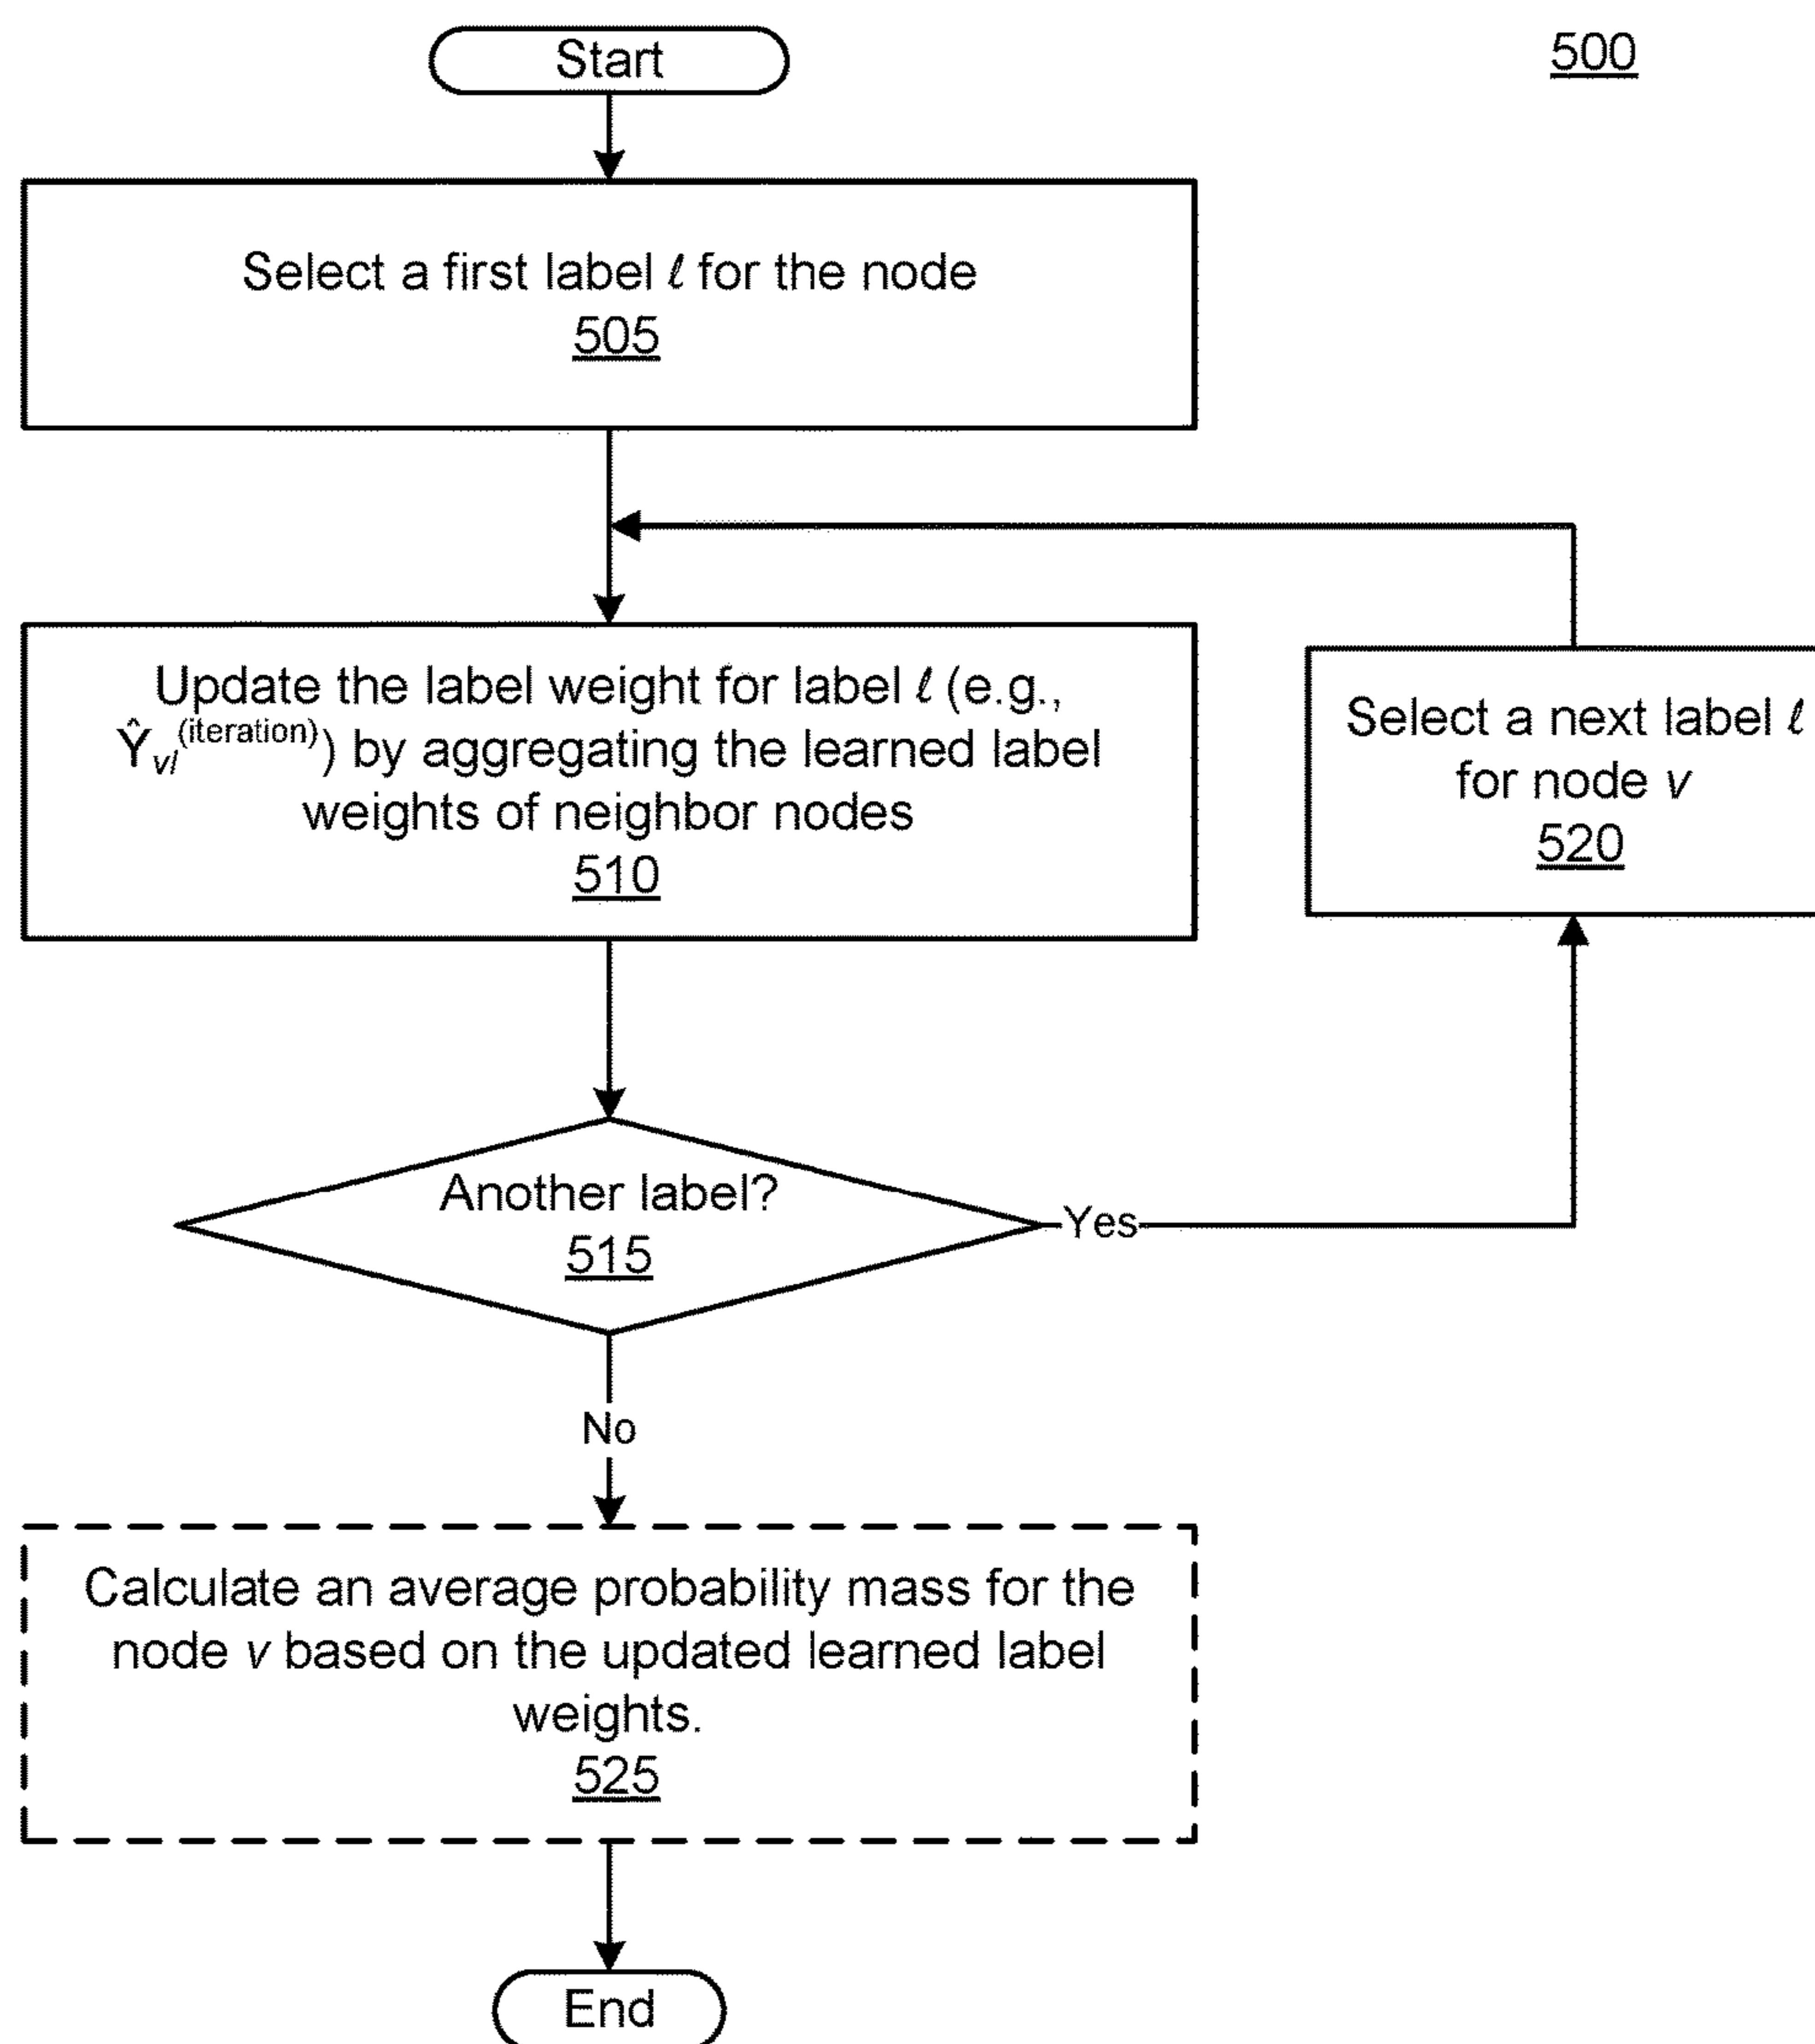 Start
500
Select a first label ℓ for the node
505
Update the label weight for label ℓ (e.g.,
Ŷvl(iteration)) by aggregating the learned label
weights of neighbor nodes
510
Select a next label ℓ
for node v
520
Another label?
515
Yes
No
Calculate an average probability mass for the
node v based on the updated learned label
weights.
525
End